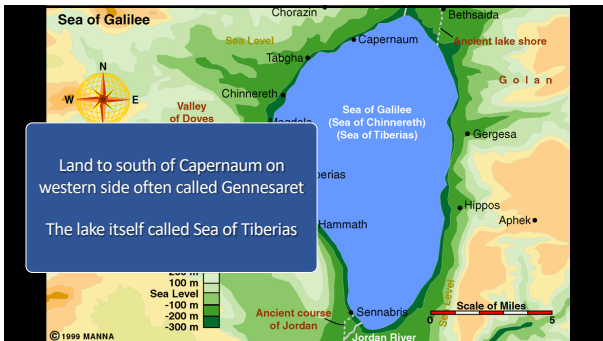 Sea of Galilee
Chorazin
Bethsaida
Sea Level
Capernaum
Ancient lake shore
Tabgha
N
W
E
Chinnereth
Golan
Valley
of Doves
Sea of Galilee
(Sea of Chinnereth)
(Sea of Tiberias)
Magdala
Gergesa
Land to south of Capernaum on
western side often called Gennesaret
The lake itself called Sea of Tiberias
Hippos
Aphek
Hammath
100 m
Sea Level
-100 m
-200 m
-300 m
Ancient course
of Jordan
Sennabris
Sea Level
Scale of Miles
0
5
Jordan River
© 1999 MANNA